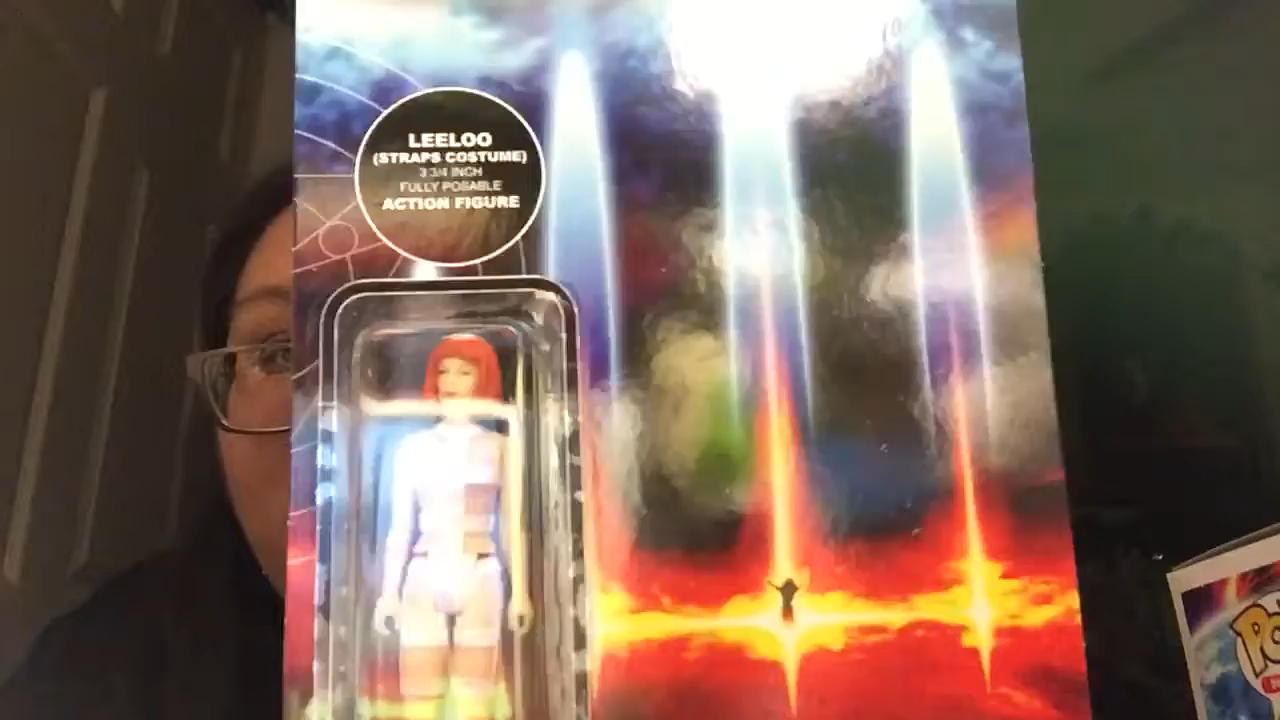 LEELOO
(STRAPS COSTUME)
3 3/4 INCH
FULLY POSABLE
ACTION FIGURE